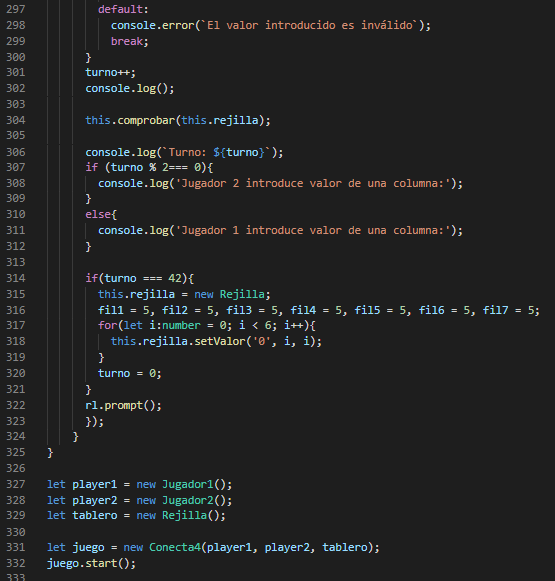 297 default:
298 console.error(`El valor introducido es inválido`);
299 break;
300 }
301 turno++;
302 console.log();
303
304 this.comprobar(this.rejilla);
305
306 console.log(`Turno: ${turno}`);
307 if (turno % 2=== 0){
308 console.log('Jugador 2 introduce valor de una columna:');
309 }
310 else{
311 console.log('Jugador 1 introduce valor de una columna:');
312 }
313
314 if(turno === 42){
315 this.rejilla = new Rejilla;
316 fil1 = 5, fil2 = 5, fil3 = 5, fil4 = 5, fil5 = 5, fil6 = 5, fil7 = 5;
317 for(let i:number = 0; i < 6; i++){
318 this.rejilla.setValor('0', i, i);
319 }
320 turno = 0;
321 }
322 rl.prompt();
323 });
324 }
325 }
326
327 let player1 = new Jugador1();
328 let player2 = new Jugador2();
329 let tablero = new Rejilla();
330
331 let juego = new Conecta4(player1, player2, tablero);
332 juego.start();
333